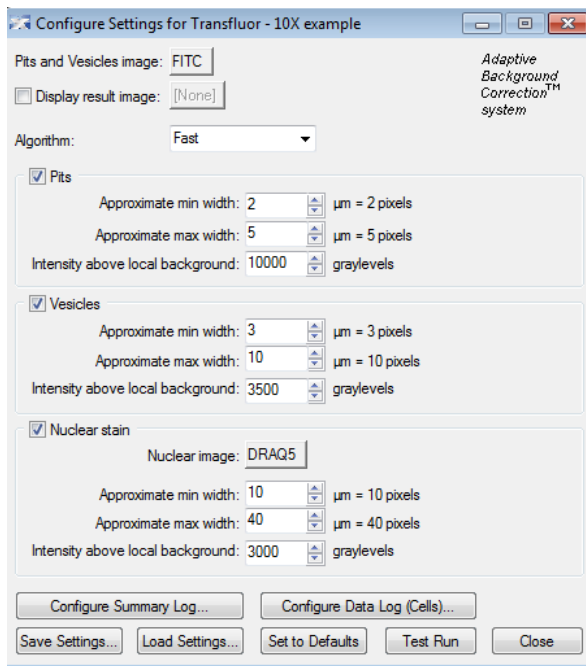 Configure Settings for Transfluor - 10X example
Pits and Vesicles image: FITC
Adaptive
Background
Correction™
system
Display result image: [None]
Algorithm: Fast
Pits
Approximate min width: 2 µm = 2 pixels
Approximate max width: 5 µm = 5 pixels
Intensity above local background: 10000 graylevels
Vesicles
Approximate min width: 3 µm = 3 pixels
Approximate max width: 10 µm = 10 pixels
Intensity above local background: 3500 graylevels
Nuclear stain
Nuclear image: DRAQ5
Approximate min width: 10 µm = 10 pixels
Approximate max width: 40 µm = 40 pixels
Intensity above local background: 3000 graylevels
Configure Summary Log... Configure Data Log (Cells)...
Save Settings... Load Settings... Set to Defaults Test Run Close